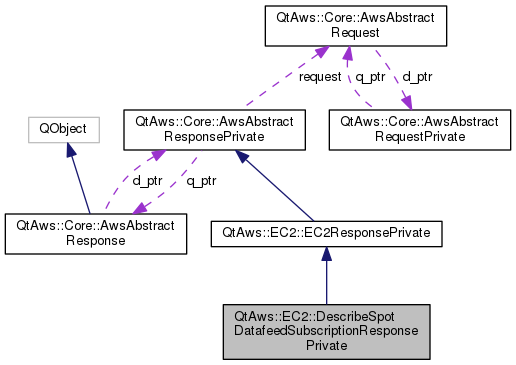 QtAws::Core::AwsAbstract
Request
request
q_ptr
d_ptr
QObject
QtAws::Core::AwsAbstract
ResponsePrivate
QtAws::Core::AwsAbstract
RequestPrivate
d_ptr
q_ptr
QtAws::Core::AwsAbstract
Response
QtAws::EC2::EC2ResponsePrivate
QtAws::EC2::DescribeSpot
DatafeedSubscriptionResponse
Private